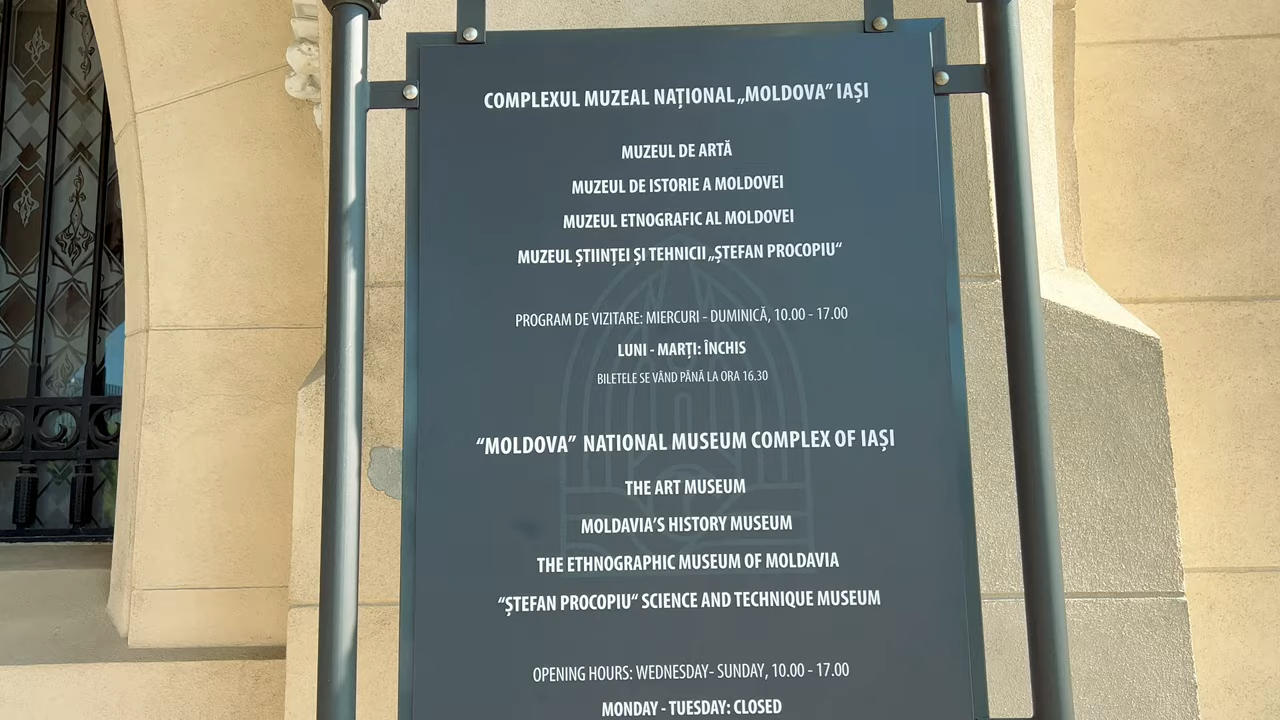 COMPLEXUL MUZEAL NAȚIONAL „MOLDOVA” IAȘI
MUZEUL DE ARTĂ
MUZEUL DE ISTORIE A MOLDOVEI
MUZEUL ETNOGRAFIC AL MOLDOVEI
MUZEUL ȘTIINȚEI ȘI TEHNICII „ȘTEFAN PROCOPIU“
PROGRAM DE VIZITARE: MIERCURI - DUMINICĂ, 10.00 - 17.00
LUNI - MARȚI: ÎNCHIS
BILETELE SE VÂND PÂNĂ LA ORA 16.30
“MOLDOVA” NATIONAL MUSEUM COMPLEX OF IAȘI
THE ART MUSEUM
MOLDAVIA’S HISTORY MUSEUM
THE ETHNOGRAPHIC MUSEUM OF MOLDAVIA
“ȘTEFAN PROCOPIU“ SCIENCE AND TECHNIQUE MUSEUM
OPENING HOURS: WEDNESDAY- SUNDAY, 10.00 - 17.00
MONDAY - TUESDAY: CLOSED